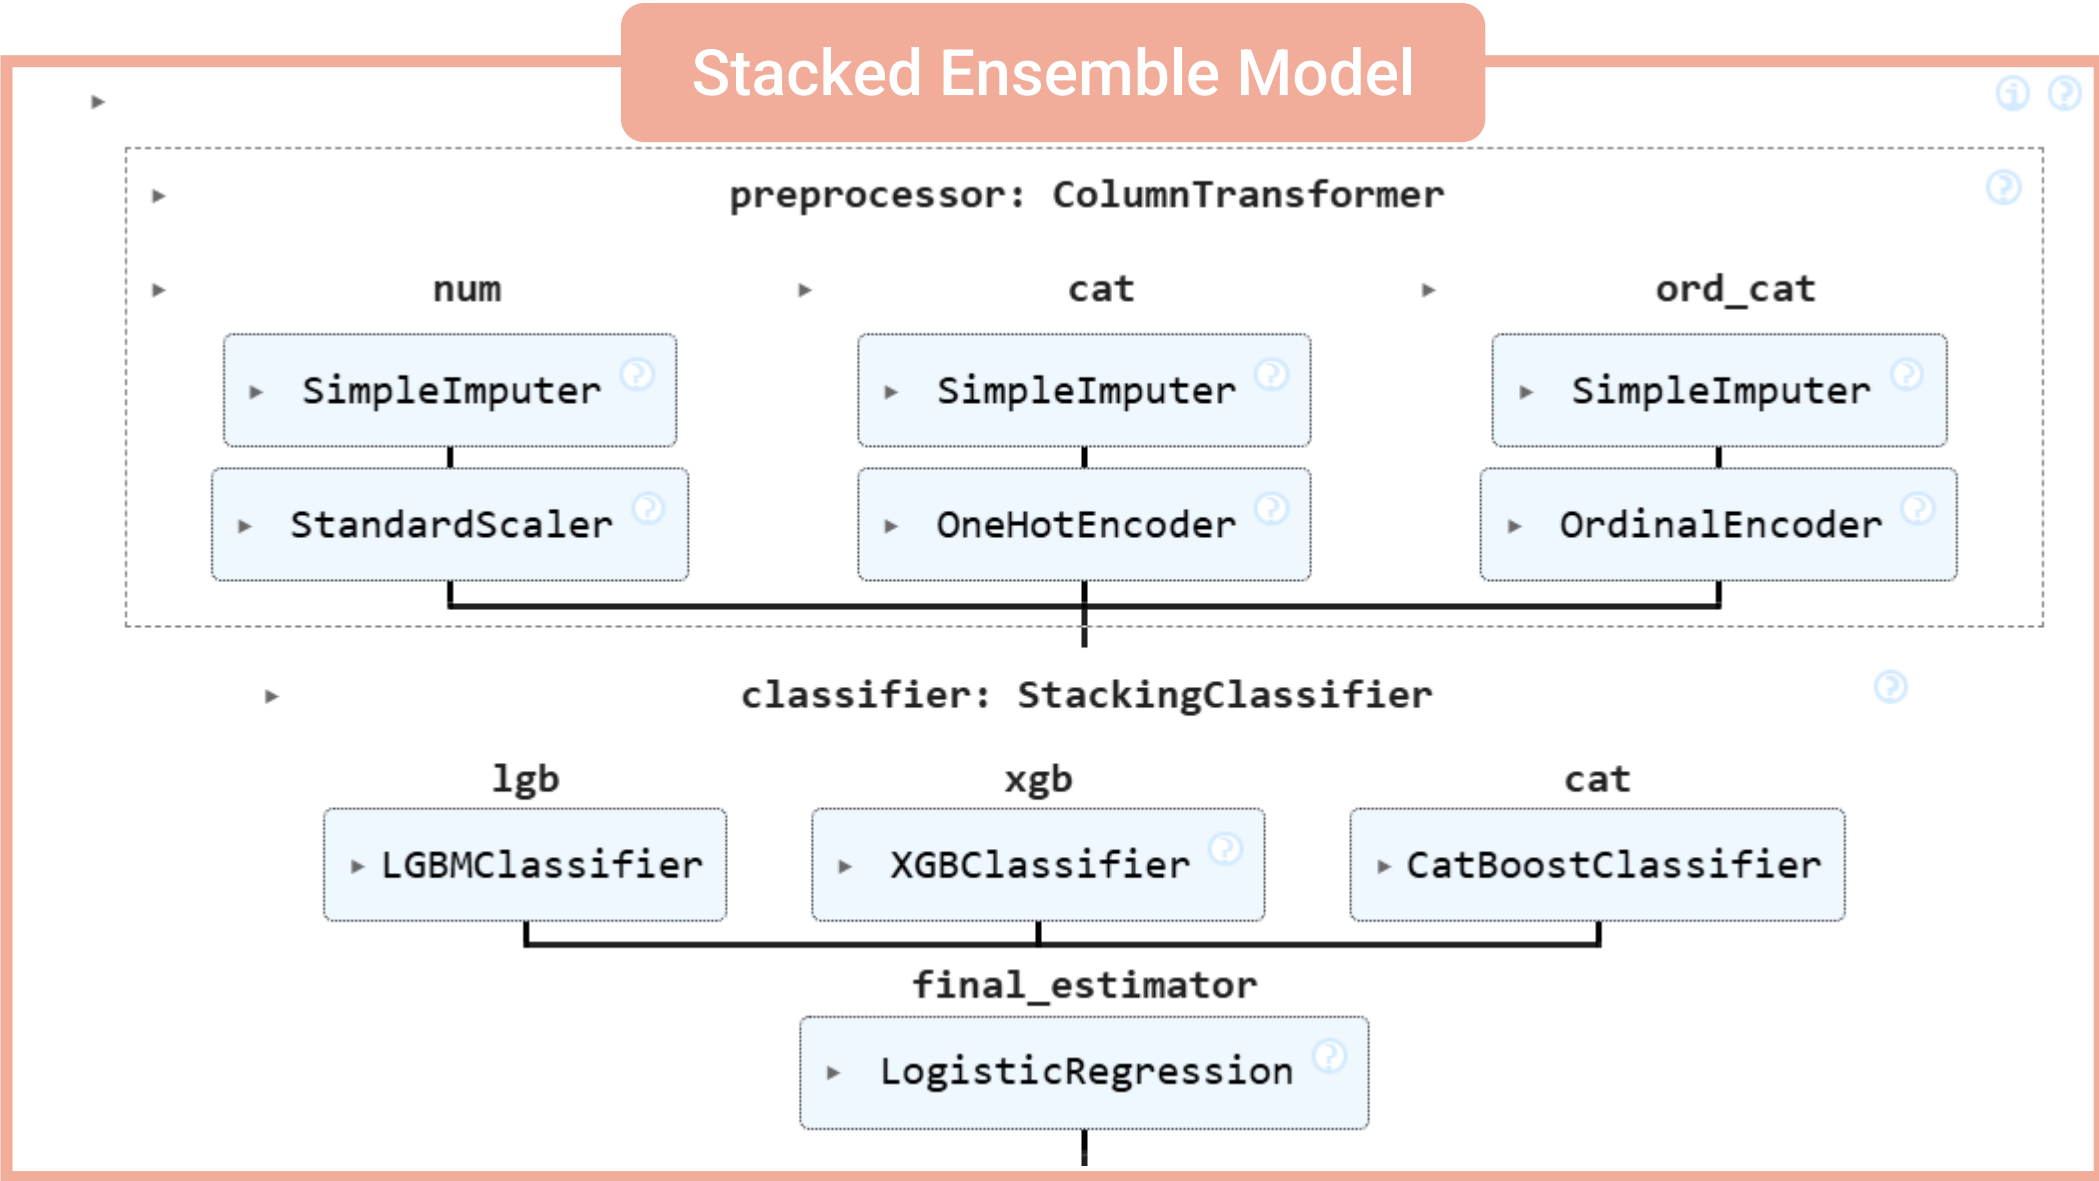 Stacked Ensemble Model
preprocessor: ColumnTransformer
num
cat
ord_cat
SimpleImputer
SimpleImputer
SimpleImputer
StandardScaler
OneHotEncoder
OrdinalEncoder
classifier: StackingClassifier
lgb
xgb
cat
LGBMClassifier
XGBClassifier
CatBoostClassifier
final_estimator
LogisticRegression